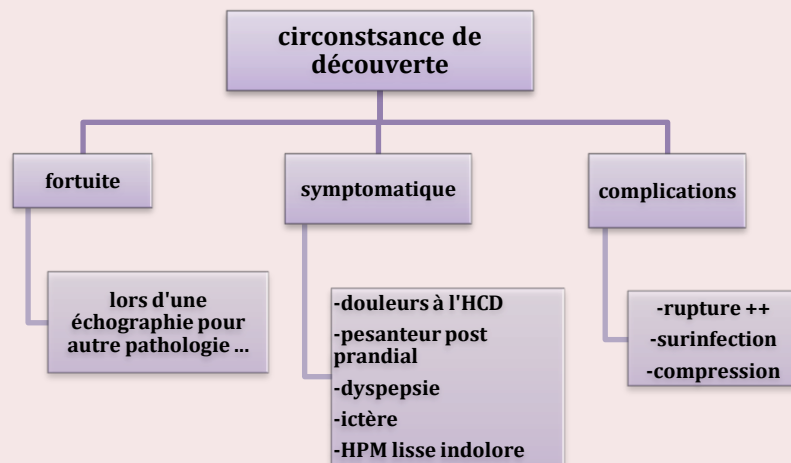 circonstsance de
découverte
fortuite
lors d'une
échographie pour
autre pathologie ...
symptomatique
-douleurs à l'HCD
-pesanteur post
prandial
-dyspepsie
-ictère
-HPM lisse indolore
complications
-rupture ++
-surinfection
-compression